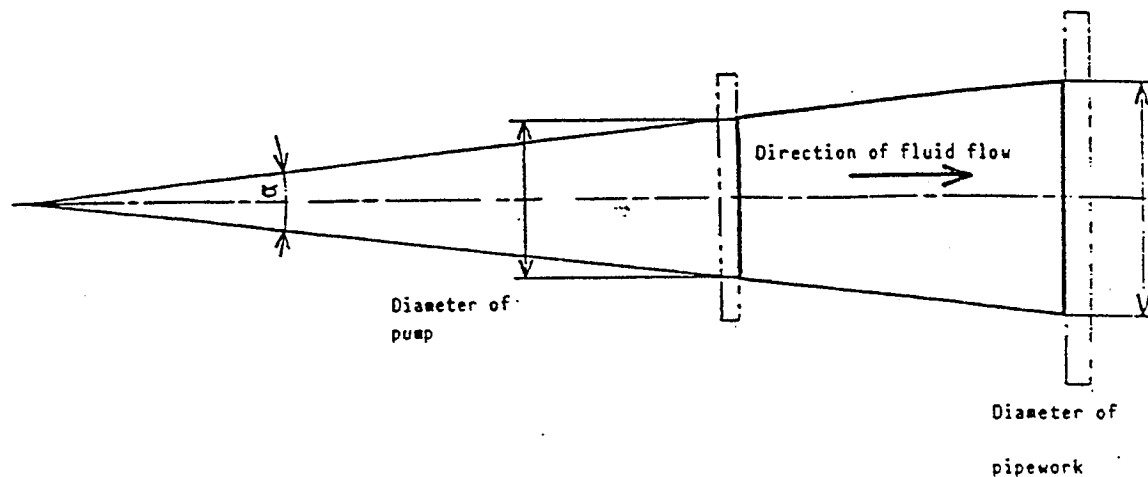 Direction of fluid flow
α
Diameter of
pump
Diameter of
pipework